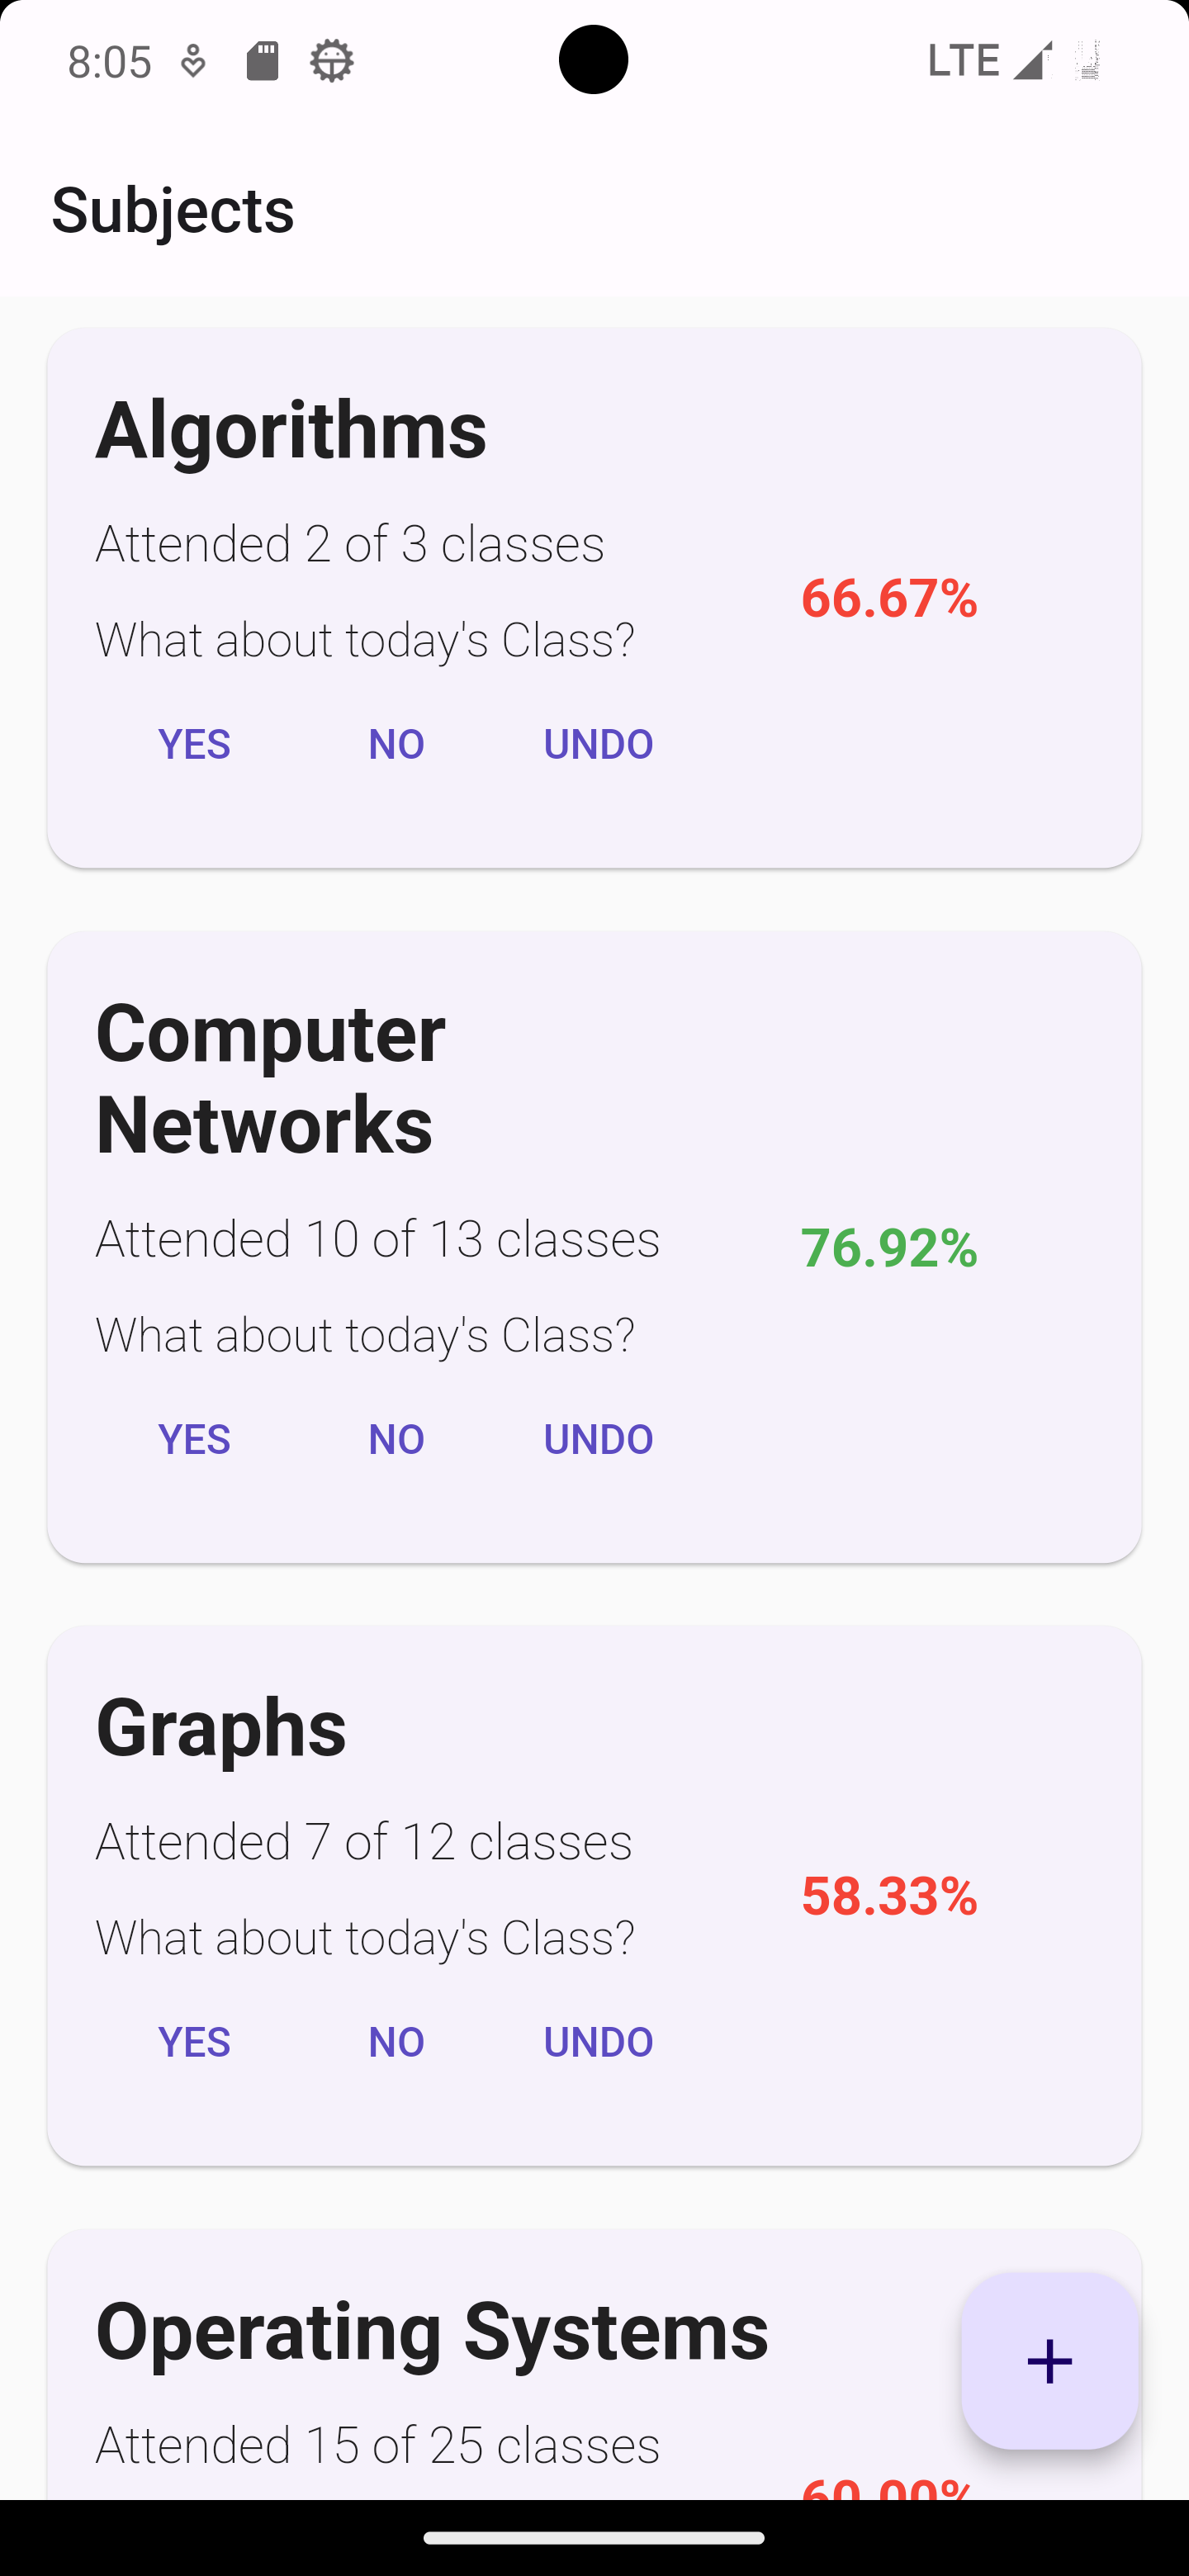 8:05
LTE
Subjects
Algorithms
Attended 2 of 3 classes
66.67%
What about today's Class?
YES NO UNDO
Computer
Networks
Attended 10 of 13 classes
76.92%
What about today's Class?
YES NO UNDO
Graphs
Attended 7 of 12 classes
58.33%
What about today's Class?
YES NO UNDO
Operating Systems
Attended 15 of 25 classes
60.00%